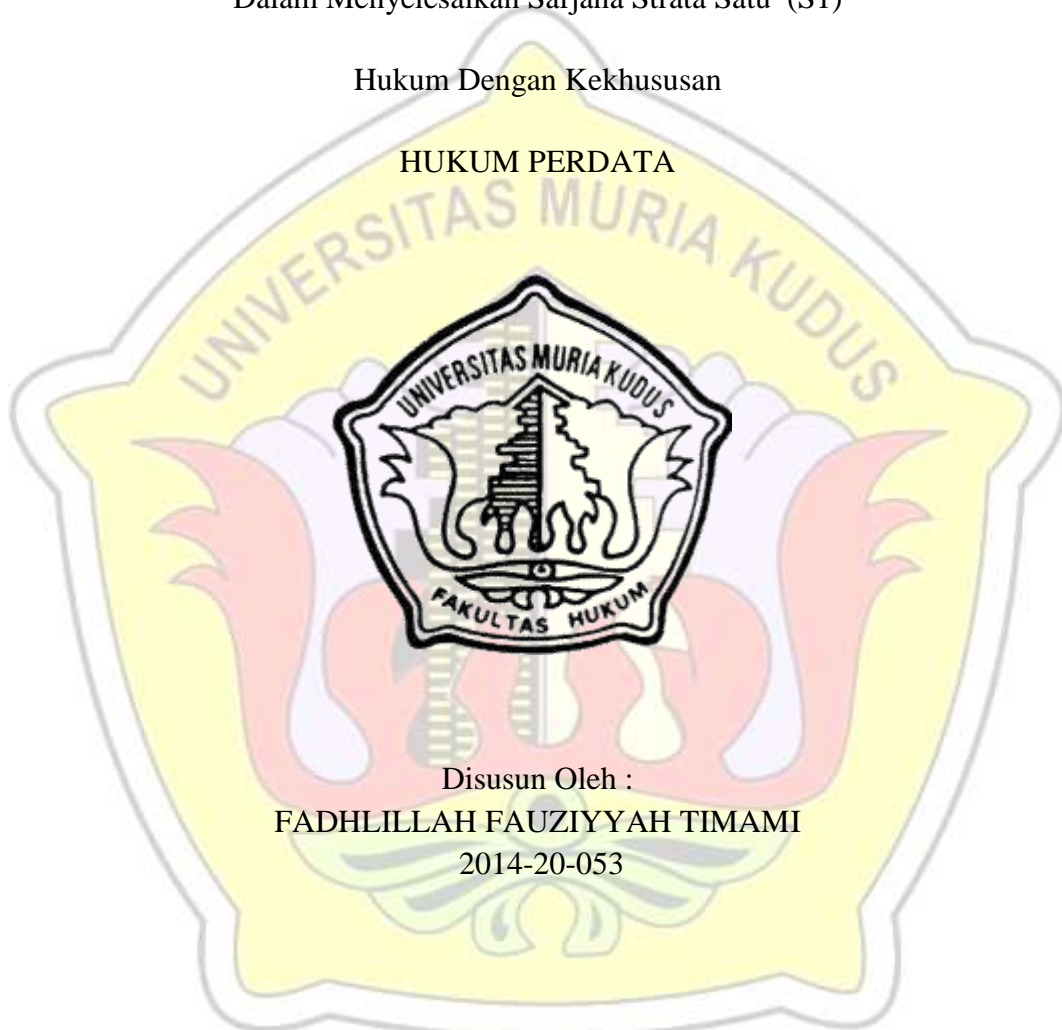 Dalam Menyelesaikan Sarjana Strata Satu (S1)
Hukum Dengan Kekhususan
HUKUM PERDATA
UNIVERSITAS MURIA KUDUS
UNIVERSITAS MURIA KUDUS
FAKULTAS HUKUM
Disusun Oleh :
FADHLILLAH FAUZIYYAH TIMAMI
2014-20-053